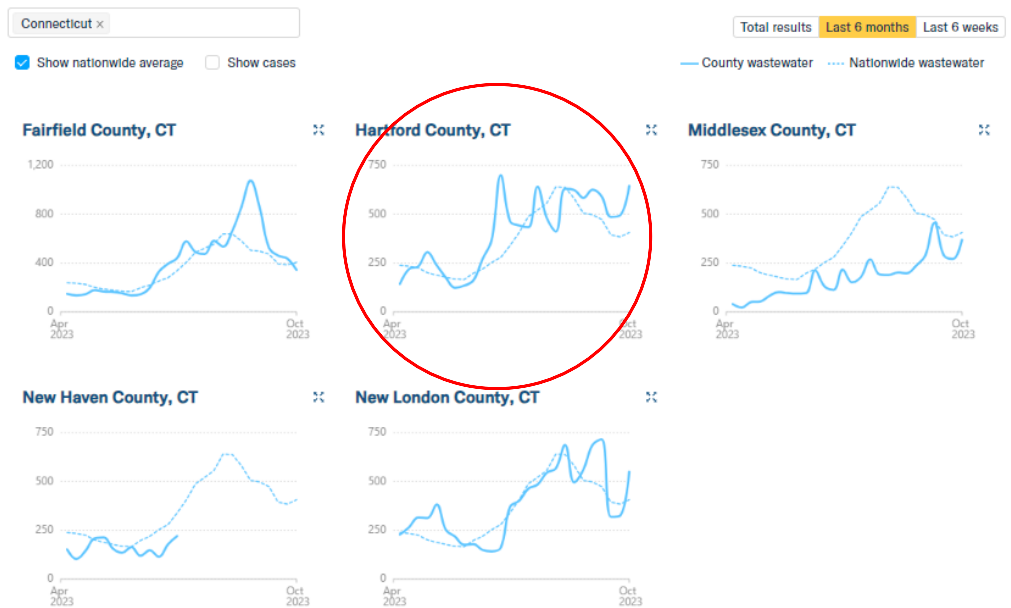 Connecticut ×
Total results Last 6 months Last 6 weeks
Show nationwide average Show cases
County wastewater Nationwide wastewater
Fairfield County, CT
1,200
800
400
0
Apr 2023
Oct 2023
Hartford County, CT
750
500
250
0
Apr 2023
Oct 2023
Middlesex County, CT
750
500
250
0
Apr 2023
Oct 2023
New Haven County, CT
750
500
250
0
Apr 2023
Oct 2023
New London County, CT
750
500
250
0
Apr 2023
Oct 2023